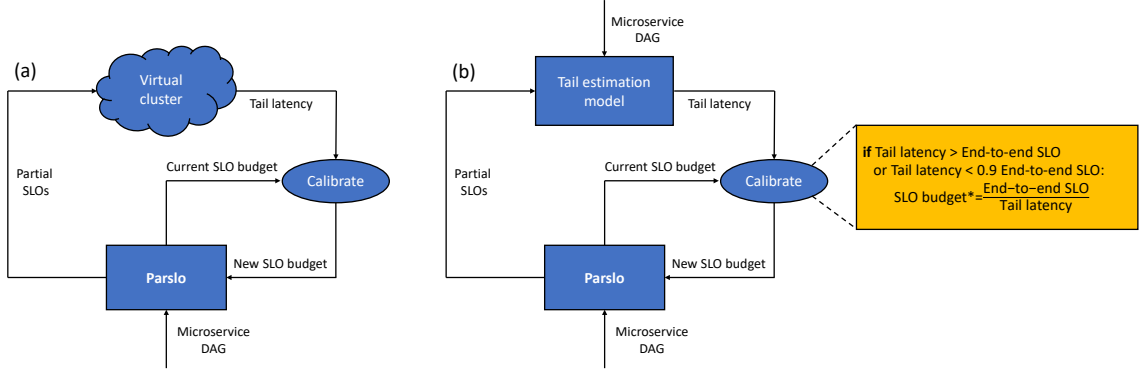 (a)
Virtual
cluster
Tail latency
Partial
SLOs
Current SLO budget
Calibrate
New SLO budget
Parslo
Microservice
DAG
Microservice
DAG
(b)
Tail estimation
model
Tail latency
Partial
SLOs
Current SLO budget
Calibrate
New SLO budget
Parslo
Microservice
DAG
if Tail latency > End-to-end SLO
or Tail latency < 0.9 End-to-end SLO:
SLO budget*=End−to−end SLO
Tail latency